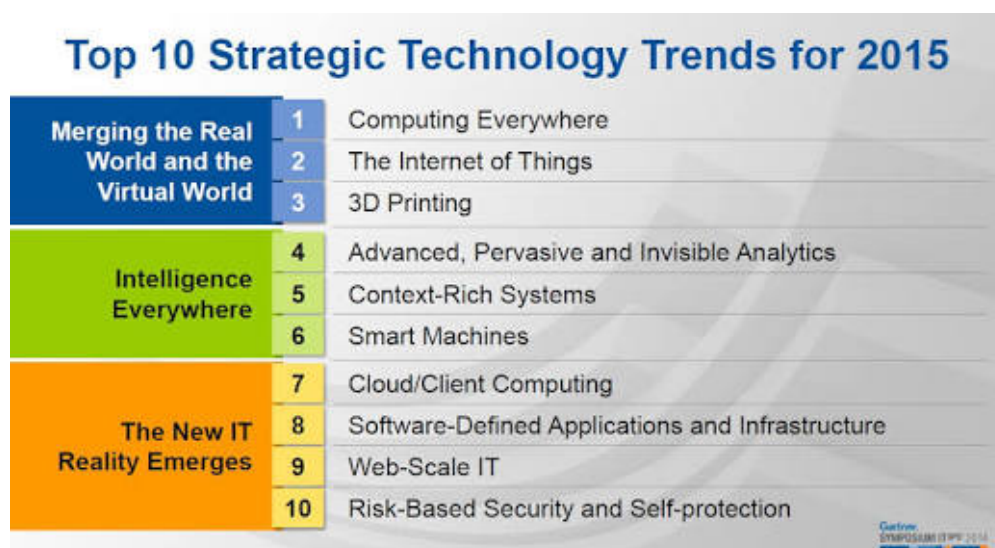 Top 10 Strategic Technology Trends for 2015
Merging the Real
World and the
Virtual World
1 Computing Everywhere
2 The Internet of Things
3 3D Printing
Intelligence
Everywhere
4 Advanced, Pervasive and Invisible Analytics
5 Context-Rich Systems
6 Smart Machines
The New IT
Reality Emerges
7 Cloud/Client Computing
8 Software-Defined Applications and Infrastructure
9 Web-Scale IT
10 Risk-Based Security and Self-protection
Gartner
SYMPOSIUM ITxpo 2014